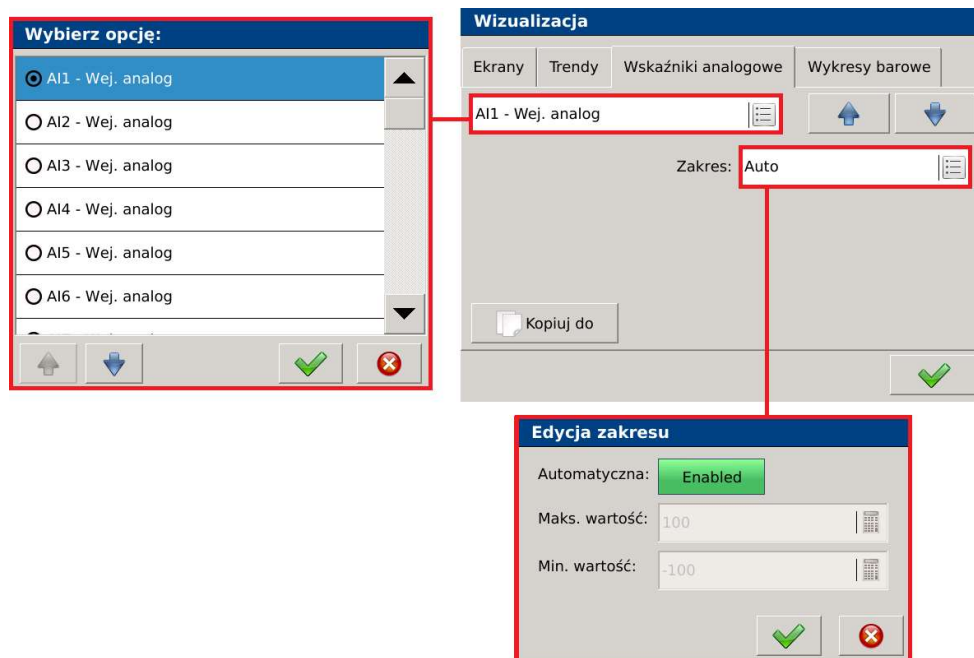 Wybierz opcję:
AI1 - Wej. analog
AI2 - Wej. analog
AI3 - Wej. analog
AI4 - Wej. analog
AI5 - Wej. analog
AI6 - Wej. analog
Wizualizacja
Ekrany Trendy Wskaźniki analogowe Wykresy barowe
AI1 - Wej. analog
Zakres: Auto
Kopiuj do
Edycja zakresu
Automatyczna: Enabled
Maks. wartość: 100
Min. wartość: -100